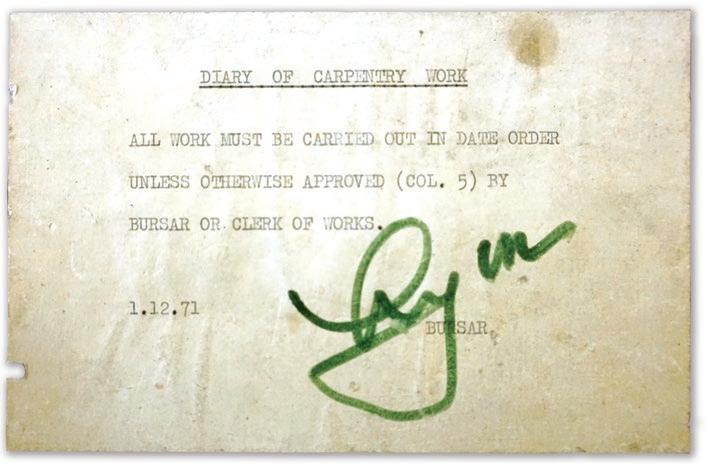 DIARY OF CARPENTRY WORK
ALL WORK MUST BE CARRIED OUT IN DATE ORDER
UNLESS OTHERWISE APPROVED (COL. 5) BY
BURSAR OR CLERK OF WORKS.
1.12.71
BURSAR